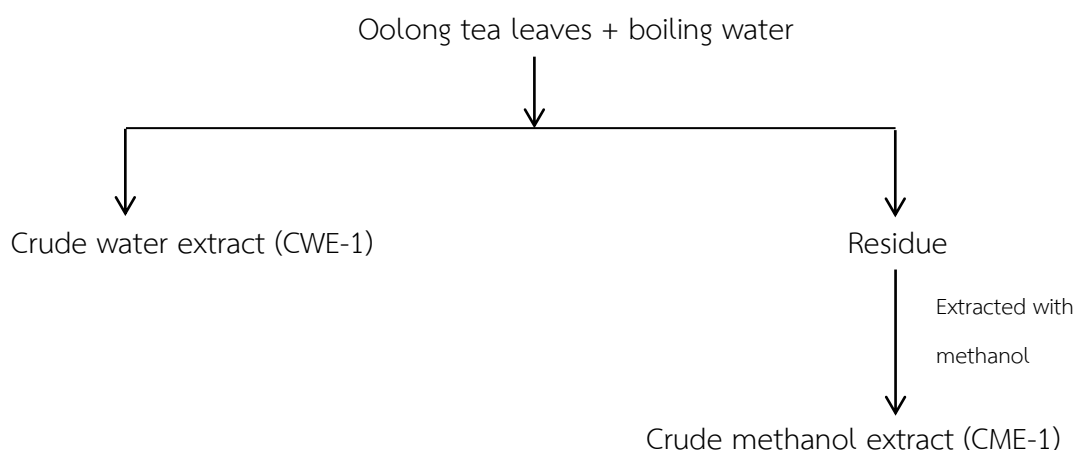 Oolong tea leaves + boiling water
Crude water extract (CWE-1)
Residue
Extracted with
methanol
Crude methanol extract (CME-1)